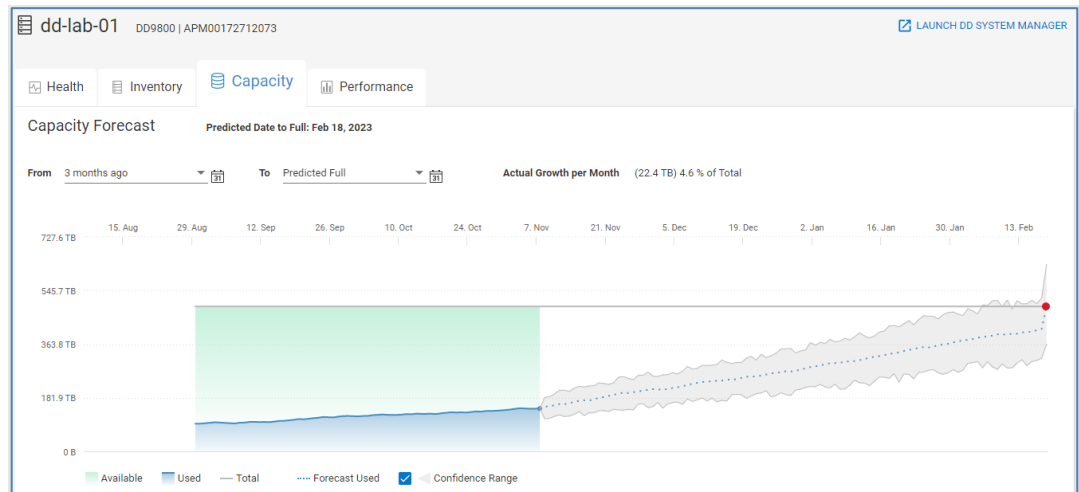 dd-lab-01 DD9800 | APM00172712073 LAUNCH DD SYSTEM MANAGER
Health Inventory Capacity Performance
Capacity Forecast Predicted Date to Full: Feb 18, 2023
From 3 months ago 31 To Predicted Full 31 Actual Growth per Month (22.4 TB) 4.6 % of Total
15. Aug 29. Aug 12. Sep 26. Sep 10. Oct 24. Oct 7. Nov 21. Nov 5. Dec 19. Dec 2. Jan 16. Jan 30. Jan 13. Feb
727.6 TB
545.7 TB
363.8 TB
181.9 TB
0 B
Available Used Total Forecast Used Confidence Range